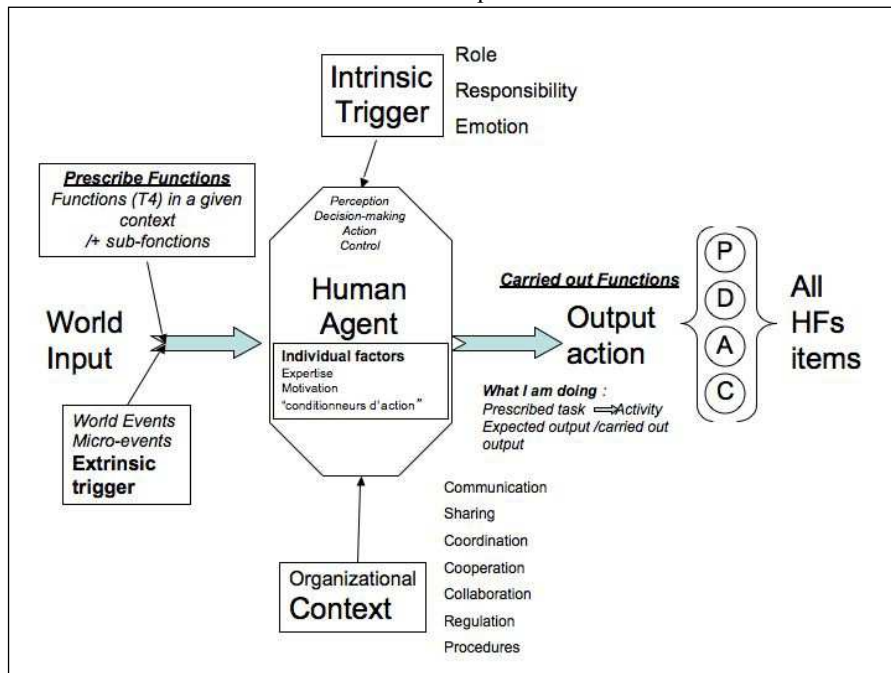 Intrinsic
Trigger
Role
Responsibility
Emotion
Prescribe Functions
Functions (T4) in a given
context
/+ sub-fonctions
Perception
Decision-making
Action
Control
World
Input
Human
Agent
Individual factors
Expertise
Motivation
"conditionneurs d'action"
Carried out Functions
Output
action
P
D
A
C
All
HFs
items
What I am doing :
Prescribed task Activity
Expected output /carried out
output
World Events
Micro-events
Extrinsic
trigger
Organizational
Context
Communication
Sharing
Coordination
Cooperation
Collaboration
Regulation
Procedures